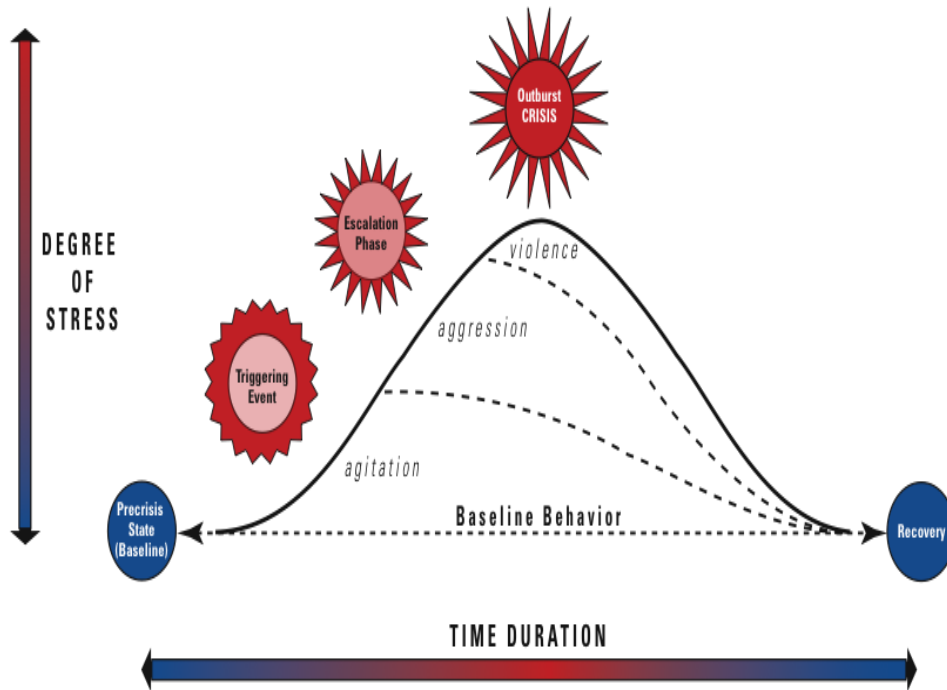 Outburst
CRISIS
Escalation
Phase
violence
DEGREE
OF
STRESS
aggression
Triggering
Event
agitation
Precrisis
State
(Baseline)
Baseline Behavior
Recovery
TIME DURATION